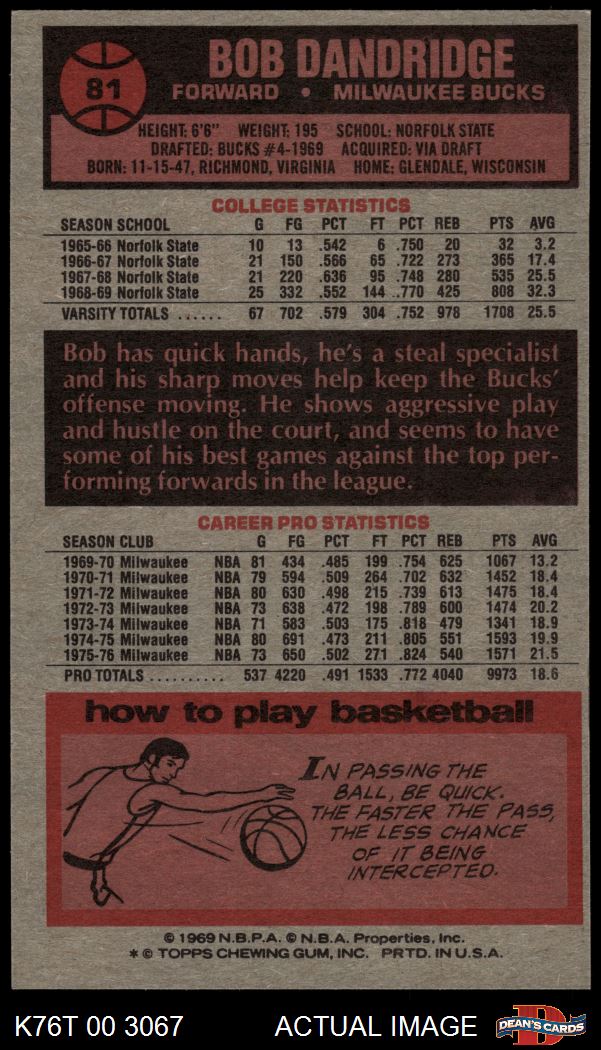 81
BOB DANDRIDGE
FORWARD • MILWAUKEE BUCKS
HEIGHT: 6'6" WEIGHT: 195 SCHOOL: NORFOLK STATE
DRAFTED: BUCKS #4-1969 ACQUIRED: VIA DRAFT
BORN: 11-15-47, RICHMOND, VIRGINIA HOME: GLENDALE, WISCONSIN
COLLEGE STATISTICS
SEASON SCHOOL G FG PCT FT PCT REB PTS AVG
1965-66 Norfolk State 10 13 .542 6 .750 20 32 3.2
1966-67 Norfolk State 21 150 .566 65 .722 273 365 17.4
1967-68 Norfolk State 21 220 .636 95 .748 280 535 25.5
1968-69 Norfolk State 25 332 .552 144 .770 425 808 32.3
VARSITY TOTALS ...... 67 702 .579 304 .752 978 1708 25.5
Bob has quick hands, he's a steal specialist
and his sharp moves help keep the Bucks'
offense moving. He shows aggressive play
and hustle on the court, and seems to have
some of his best games against the top per-
forming forwards in the league.
CAREER PRO STATISTICS
SEASON CLUB G FG PCT FT PCT REB PTS AVG
1969-70 Milwaukee NBA 81 434 .485 199 .754 625 1067 13.2
1970-71 Milwaukee NBA 79 594 .509 264 .702 632 1452 18.4
1971-72 Milwaukee NBA 80 630 .498 215 .739 613 1475 18.4
1972-73 Milwaukee NBA 73 638 .472 198 .789 600 1474 20.2
1973-74 Milwaukee NBA 71 583 .503 175 .818 479 1341 18.9
1974-75 Milwaukee NBA 80 691 .473 211 .805 551 1593 19.9
1975-76 Milwaukee NBA 73 650 .502 271 .824 540 1571 21.5
PRO TOTALS .......... 537 4220 .491 1533 .772 4040 9973 18.6
how to play basketball
IN PASSING THE
BALL, BE QUICK.
THE FASTER THE PASS,
THE LESS CHANCE
OF IT BEING
INTERCEPTED.
© 1969 N.B.P.A. © N.B.A. Properties, Inc.
* © TOPPS CHEWING GUM, INC. PRTD. IN U.S.A.
K76T 00 3067 ACTUAL IMAGE
D
DEAN'S CARDS